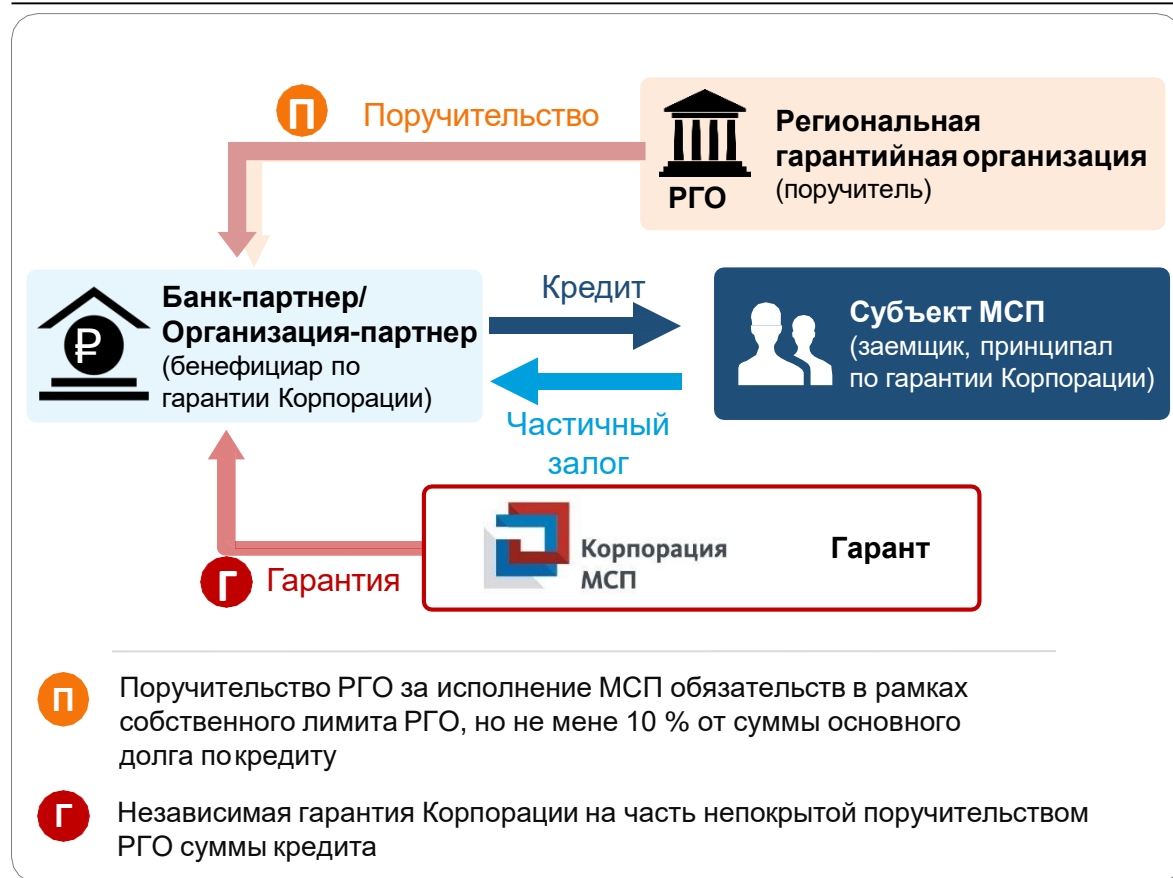 П Поручительство
Региональная
гарантийная организация
(поручитель)
РГО
Банк-партнер/
Организация-партнер
(бенефициар по
гарантии Корпорации)
₽
Кредит
Субъект МСП
(заемщик, принципал
по гарантии Корпорации)
Частичный
залог
Корпорация
МСП
Гарант
Г Гарантия
П
Поручительство РГО за исполнение МСП обязательств в рамках
собственного лимита РГО, но не мене 10 % от суммы основного
долга по кредиту
Г
Независимая гарантия Корпорации на часть непокрытой поручительством
РГО суммы кредита